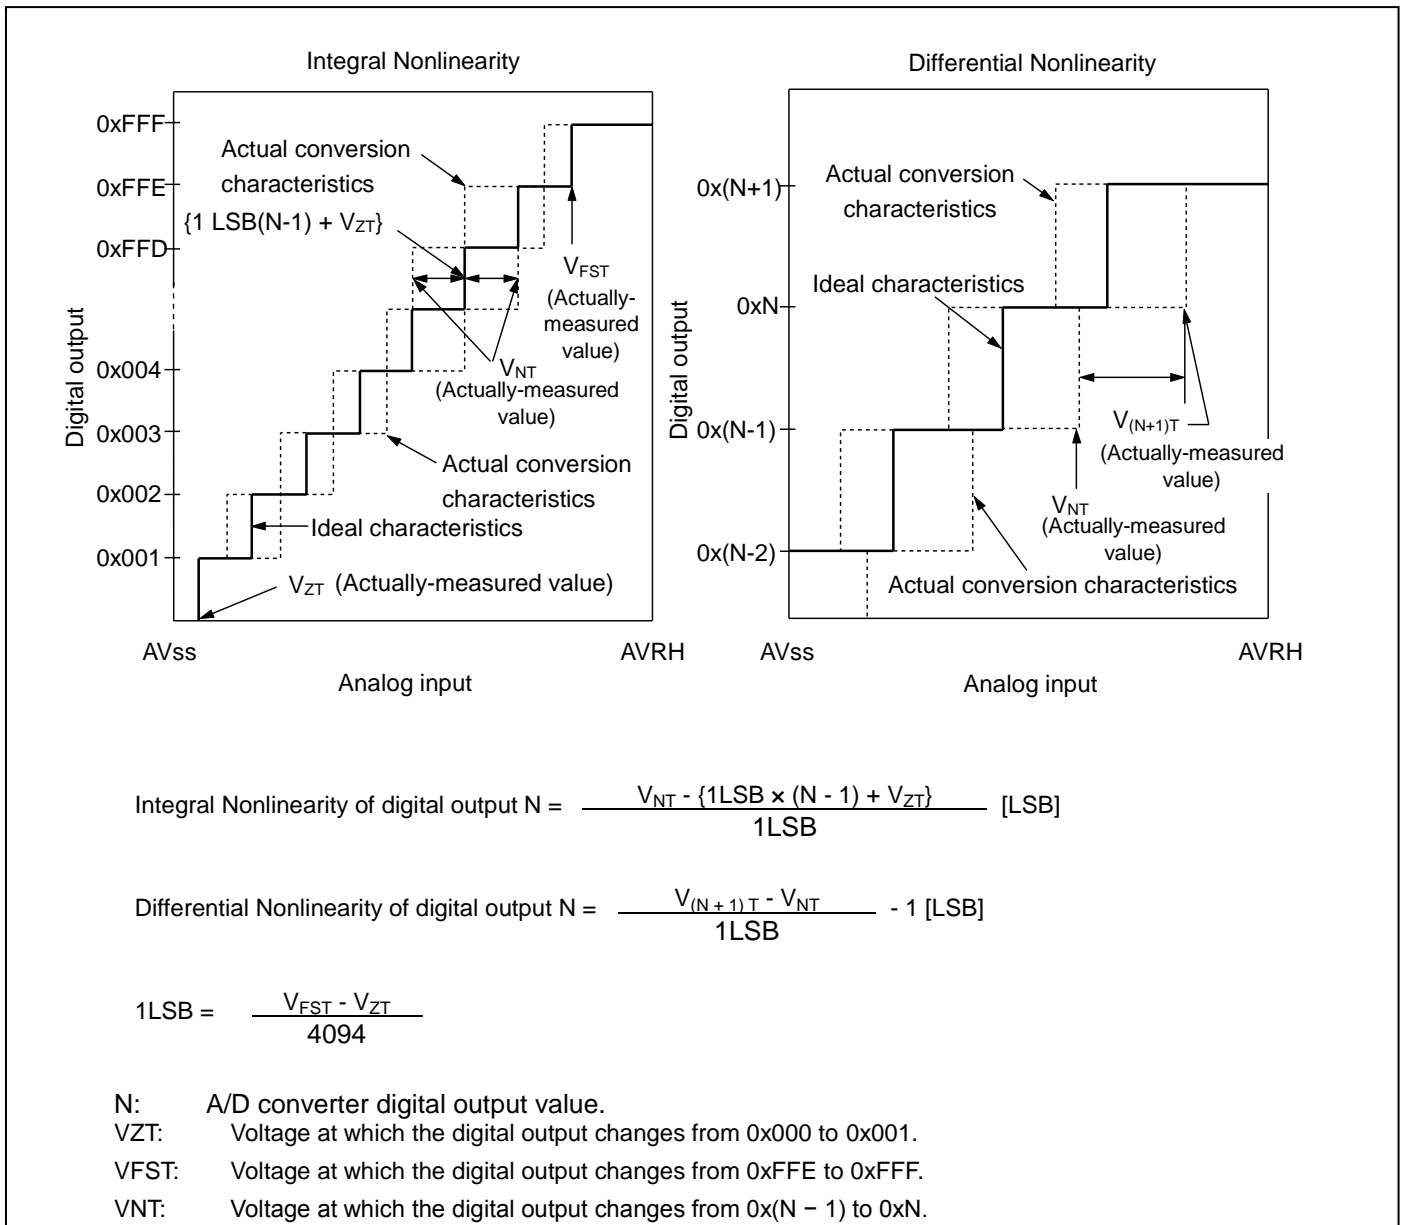 Integral Nonlinearity
0xFFF
0xFFE
0xFFD
0x004
0x003
0x002
0x001
Digital output
Actual conversion
characteristics
{1 LSB(N-1) + VZT}
VFST
(Actually-
measured
value)
VNT
(Actually-measured
value)
Actual conversion
characteristics
Ideal characteristics
VZT (Actually-measured value)
AVss
AVRH
Analog input
Differential Nonlinearity
0x(N+1)
0xN
0x(N-1)
0x(N-2)
Digital output
Actual conversion
characteristics
Ideal characteristics
V(N+1)T
(Actually-measured
value)
VNT
(Actually-measured
value)
Actual conversion characteristics
AVss
AVRH
Analog input
Integral Nonlinearity of digital output N = VNT - {1LSB × (N - 1) + VZT} [LSB]
1LSB
Differential Nonlinearity of digital output N = V(N + 1) T - VNT - 1 [LSB]
1LSB
1LSB = VFST - VZT
4094
N: A/D converter digital output value.
VZT: Voltage at which the digital output changes from 0x000 to 0x001.
VFST: Voltage at which the digital output changes from 0xFFE to 0xFFF.
VNT: Voltage at which the digital output changes from 0x(N − 1) to 0xN.